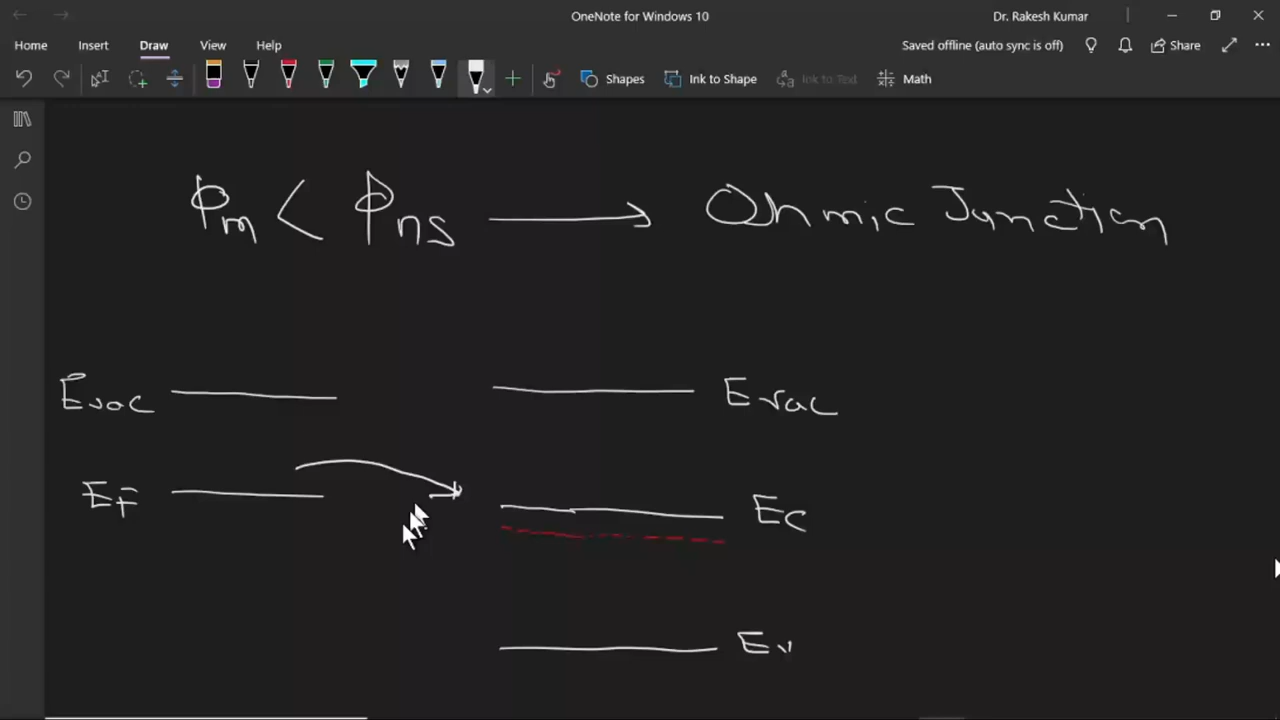 OneNote for Windows 10
Dr. Rakesh Kumar
Home Insert Draw View Help
Saved offline (auto sync is off) Share
Shapes Ink to Shape Ink to Text Math
Φm < Φns → Ohmic Junction
Evac Evac
EF
EC
Ev